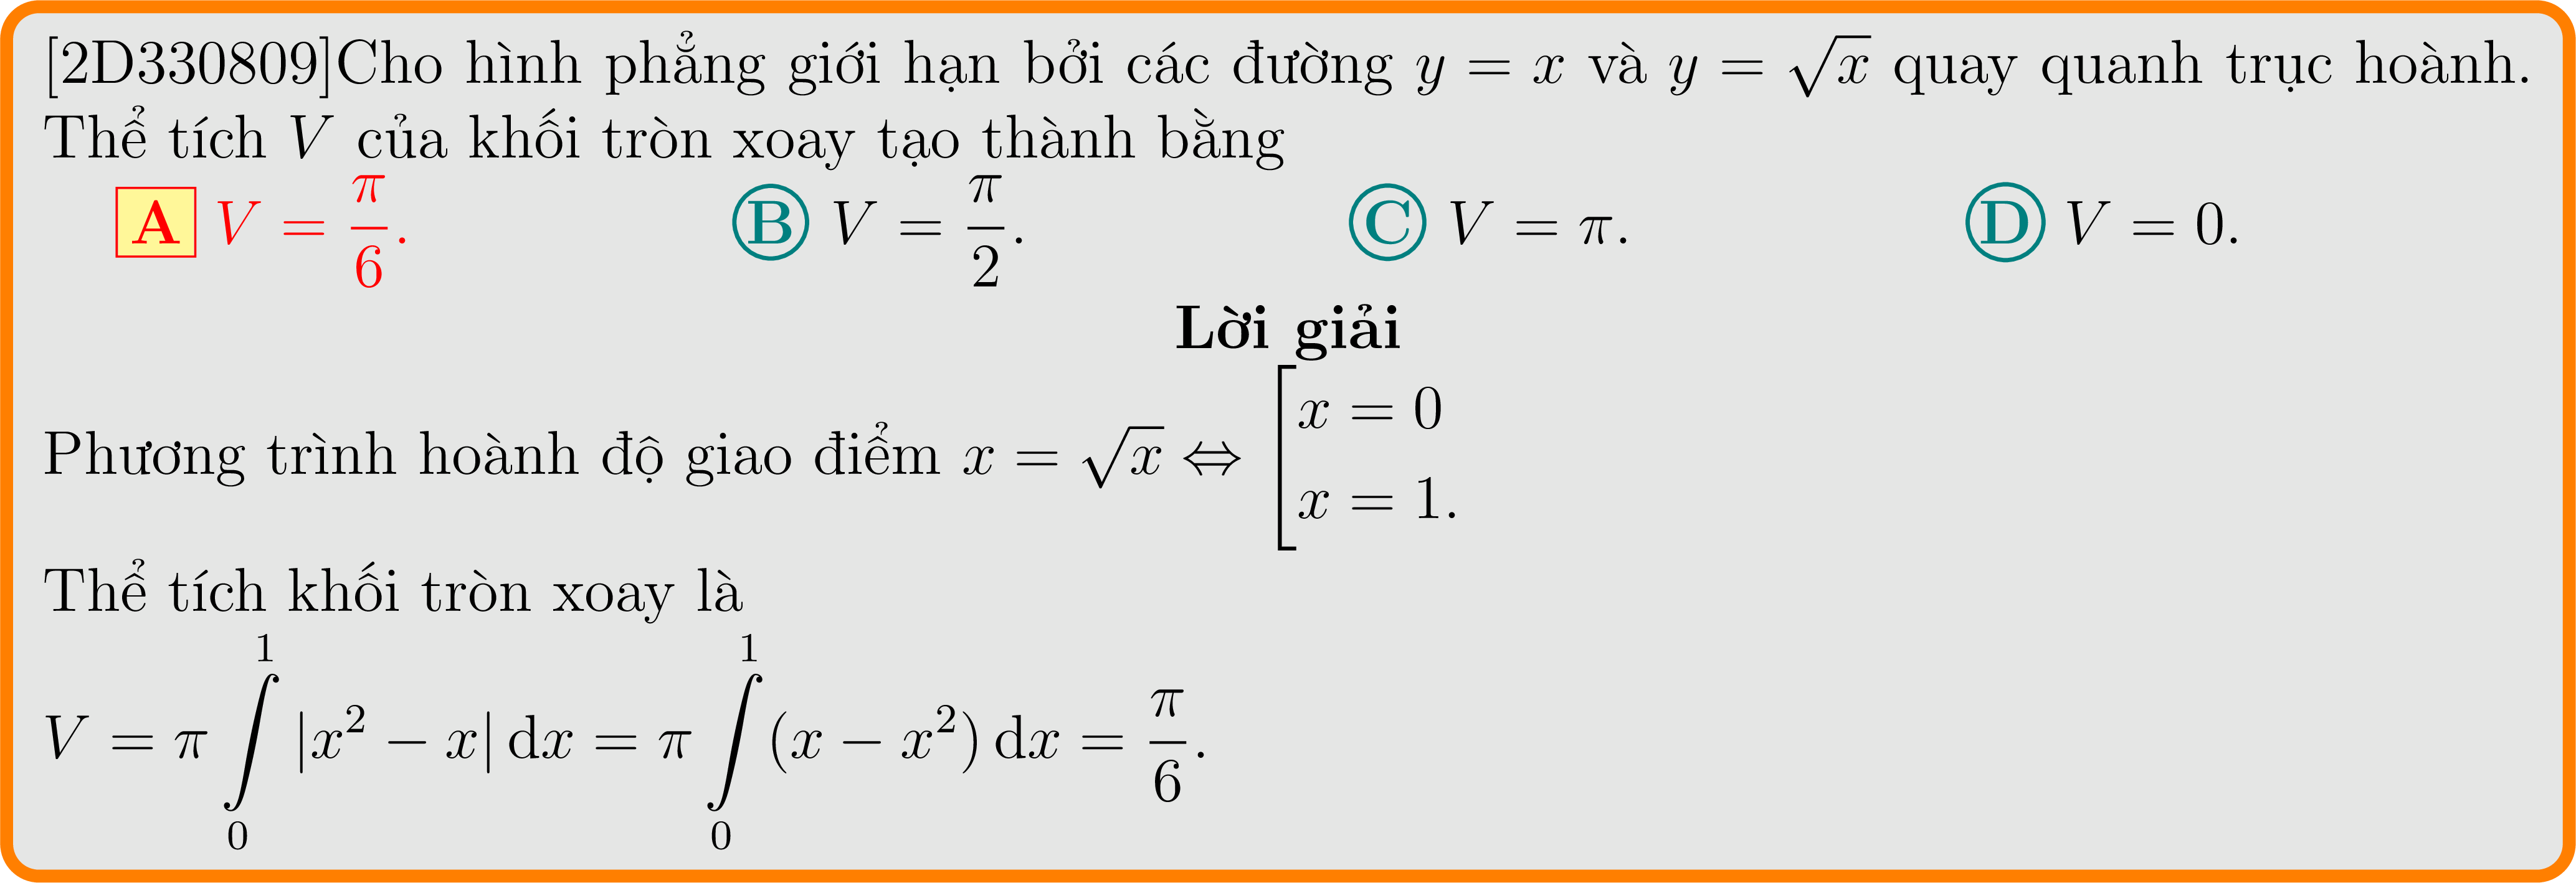 [2D330809]Cho hình phẳng giới hạn bởi các đường $y = x$ và $y = \sqrt{x}$ quay quanh trục hoành.
Thể tích $V$ của khối tròn xoay tạo thành bằng
A $V = \dfrac{\pi}{6}$. B $V = \dfrac{\pi}{2}$. C $V = \pi$. D $V = 0$.
Lời giải
Phương trình hoành độ giao điểm $x = \sqrt{x} \Leftrightarrow \left[\begin{array}{l} x = 0 \\ x = 1. \end{array}\right.$
Thể tích khối tròn xoay là
$V = \pi \int\limits_0^1 |x^2 - x| \, \mathrm{d}x = \pi \int\limits_0^1 (x - x^2) \, \mathrm{d}x = \dfrac{\pi}{6}.$